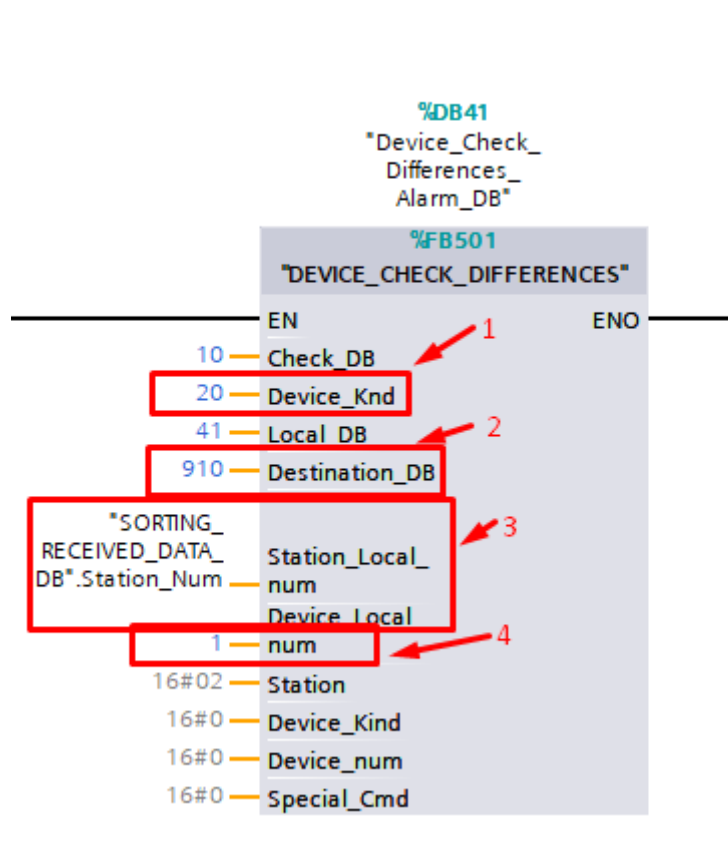 %DB41
"Device_Check_
Differences_
Alarm_DB"
%FB501
"DEVICE_CHECK_DIFFERENCES"
EN ENO
1
10 Check_DB
20 Device_Knd
41 Local_DB 2
910 Destination_DB
"SORTING_
RECEIVED_DATA_
DB".Station_Num
Station_Local_
num
3
Device_Local
1 num 4
16#02 Station
16#0 Device_Kind
16#0 Device_num
16#0 Special_Cmd